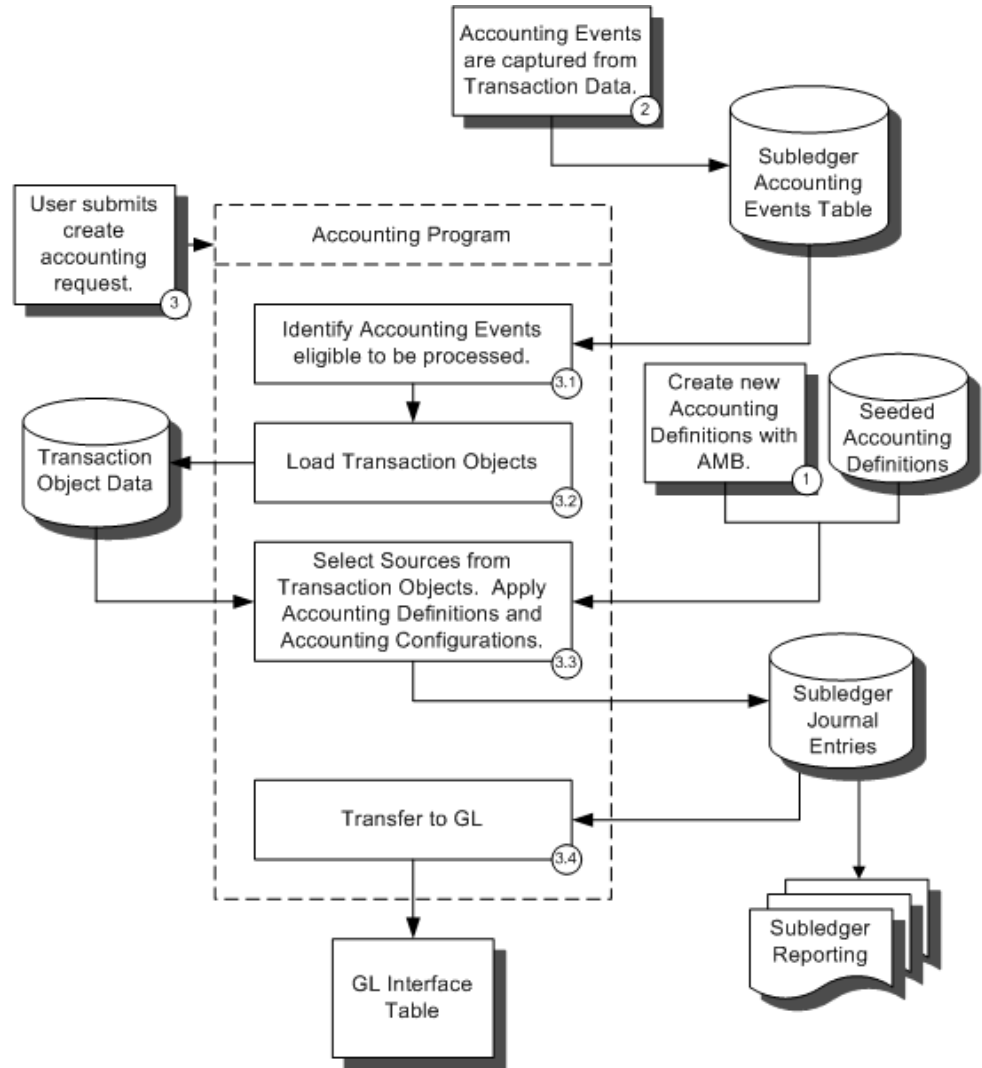 Accounting Events
are captured from
Transaction Data.
2
Subledger
Accounting
Events Table
User submits
create
accounting
request.
3
Accounting Program
Identify Accounting Events
eligible to be processed.
3.1
Create new
Accounting
Definitions with
AMB.
1
Seeded
Accounting
Definitions
Transaction
Object Data
Load Transaction Objects
3.2
Select Sources from
Transaction Objects.  Apply
Accounting Definitions and
Accounting Configurations.
3.3
Subledger
Journal
Entries
Transfer to GL
3.4
Subledger
Reporting
GL Interface
Table